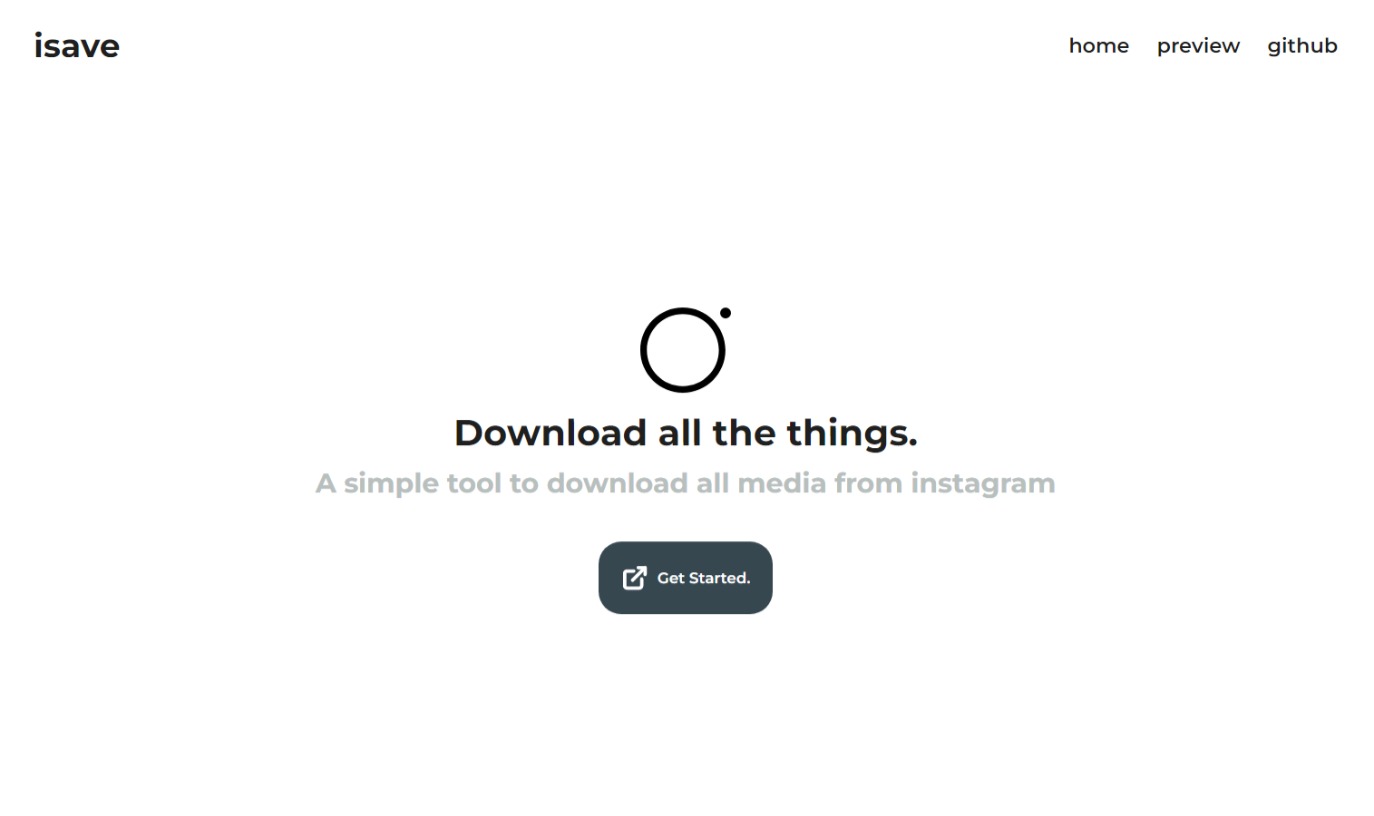 isave
home preview github
Download all the things.
A simple tool to download all media from instagram
Get Started.